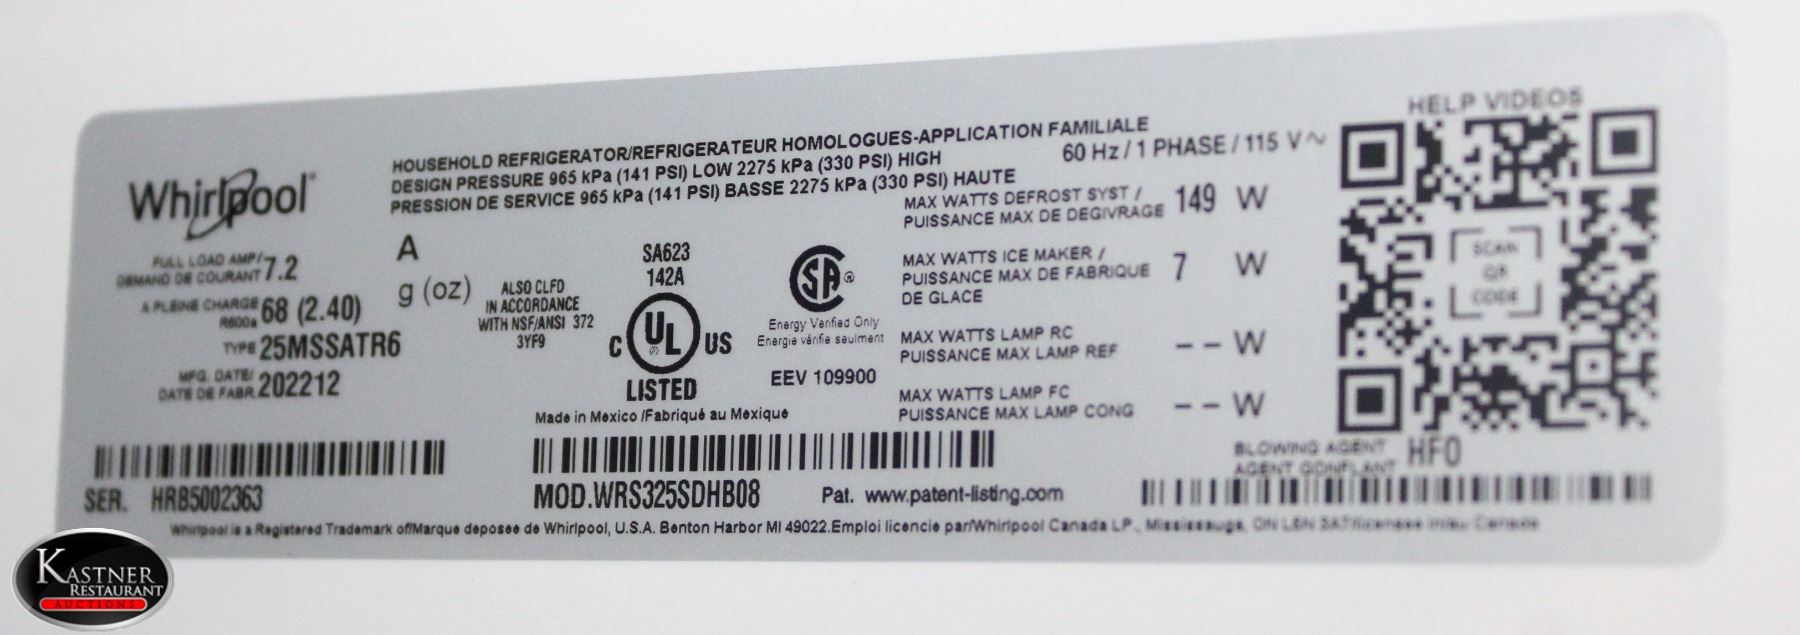 HOUSEHOLD REFRIGERATOR/REFRIGERATEUR HOMOLOGUES-APPLICATION FAMILIALE
DESIGN PRESSURE 965 kPa (141 PSI) LOW 2275 kPa (330 PSI) HIGH
PRESSION DE SERVICE 965 kPa (141 PSI) BASSE 2275 kPa (330 PSI) HAUTE
60 Hz / 1 PHASE / 115 V ~
Whirlpool
FULL LOAD AMP/
DEMAND DE COURANT 7.2 A
A PLEINE CHARGE
R600a 68 (2.40) g (oz)
TYPE 25MSSATR6
MFG. DATE/
DATE DE FABR 202212
ALSO CLFD
IN ACCORDANCE
WITH NSF/ANSI 372
3YF9
SA623
142A
C UL US
LISTED
SA ®
Energy Verified Only
Energie vérifie seulment
EEV 109900
Made in Mexico /Fabriqué au Mexique
MAX WATTS DEFROST SYST /
PUISSANCE MAX DE DEGIVRAGE 149 W
MAX WATTS ICE MAKER /
PUISSANCE MAX DE FABRIQUE 7 W
DE GLACE
MAX WATTS LAMP RC
PUISSANCE MAX LAMP REF -- W
MAX WATTS LAMP FC
PUISSANCE MAX LAMP CONG -- W
HELP VIDEOS
SCAN
QR
CODE
BLOWING AGENT HFO
AGENT GONFLANT
SER. HRB5002363
MOD.WRS325SDHB08
Pat. www.patent-listing.com
Whirlpool is a Registered Trademark of/Marque deposee de Whirlpool, U.S.A. Benton Harbor MI 49022.Emploi licencie par/Whirlpool Canada LP., Mississauga, ON
KASTNER
RESTAURANT
AUCTIONS